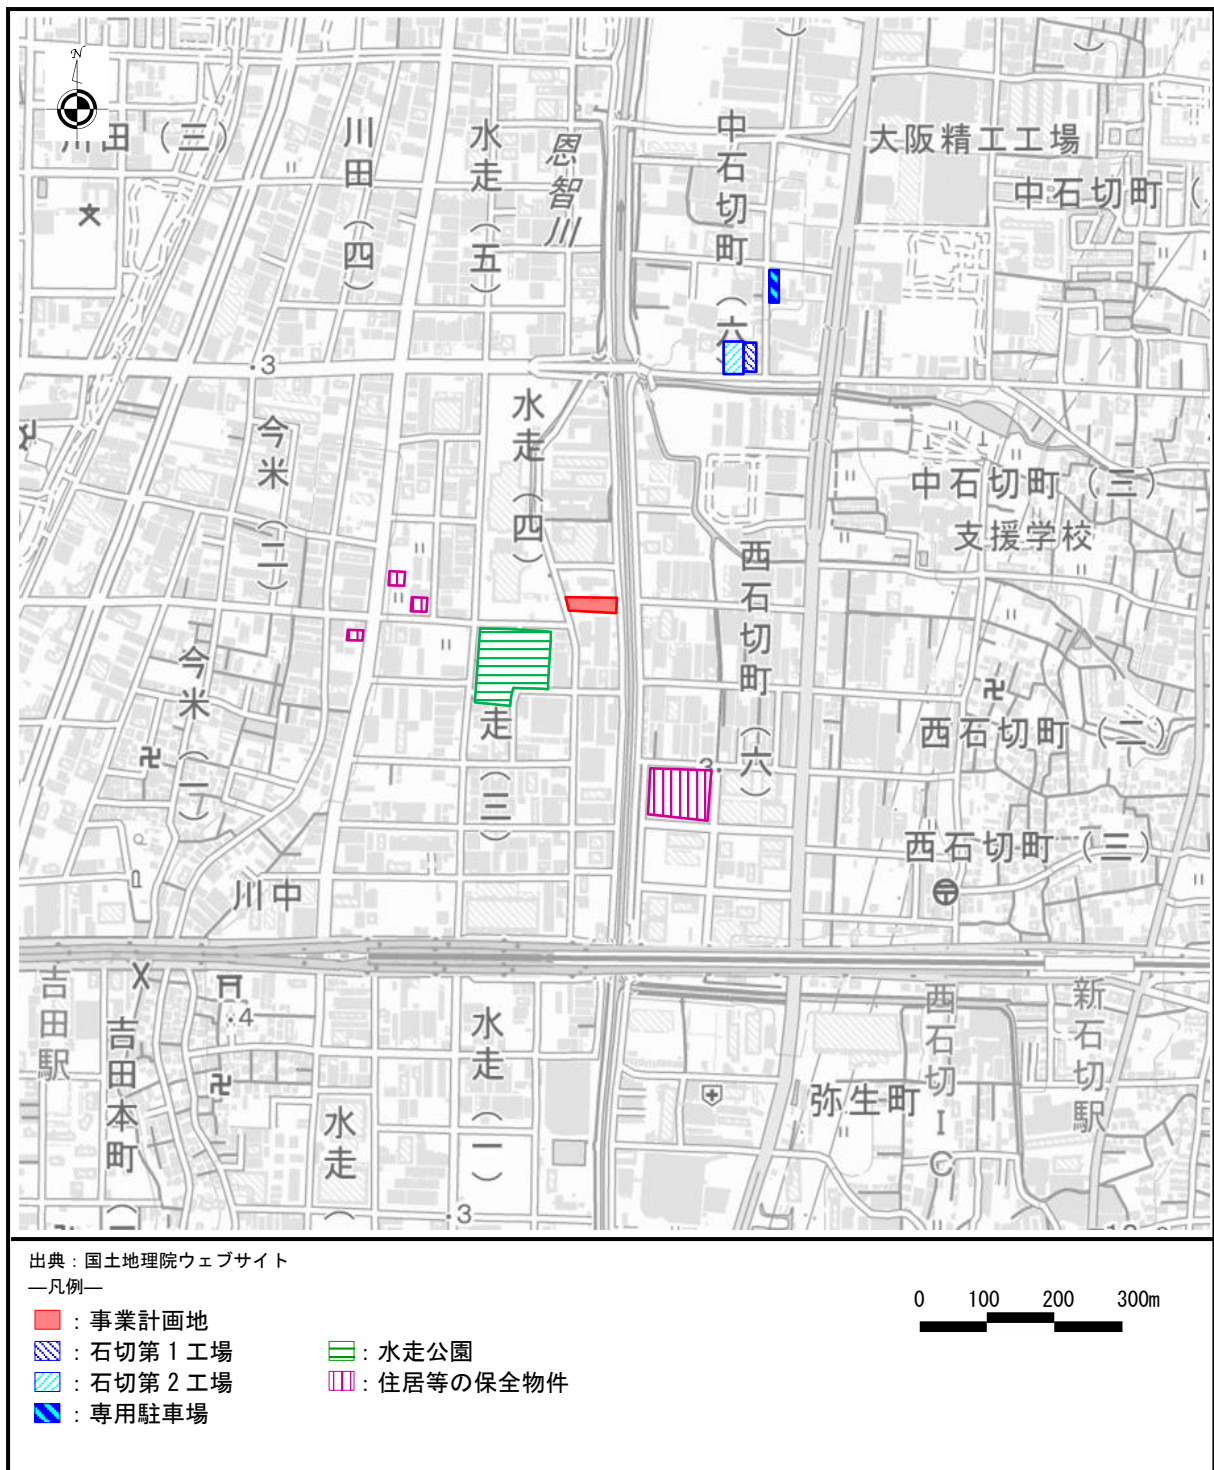 N
川田（三）
川田（四）
水走（五）
恩智川
中石切町（六）
大阪精工工場
中石切町（
3
今米（二）
水走（四）
中石切町（三）
支援学校
西石切町（六）
今米（一）
走（三）
西石切町（二）
3
西石切町（三）
川中
吉田駅
吉田本町（
4
水走（一）
水走（
西石切IC
新石切駅
弥生町
3
出典：国土地理院ウェブサイト
―凡例―
：事業計画地
：石切第１工場
：石切第２工場
：専用駐車場
：水走公園
：住居等の保全物件
0 100 200 300m